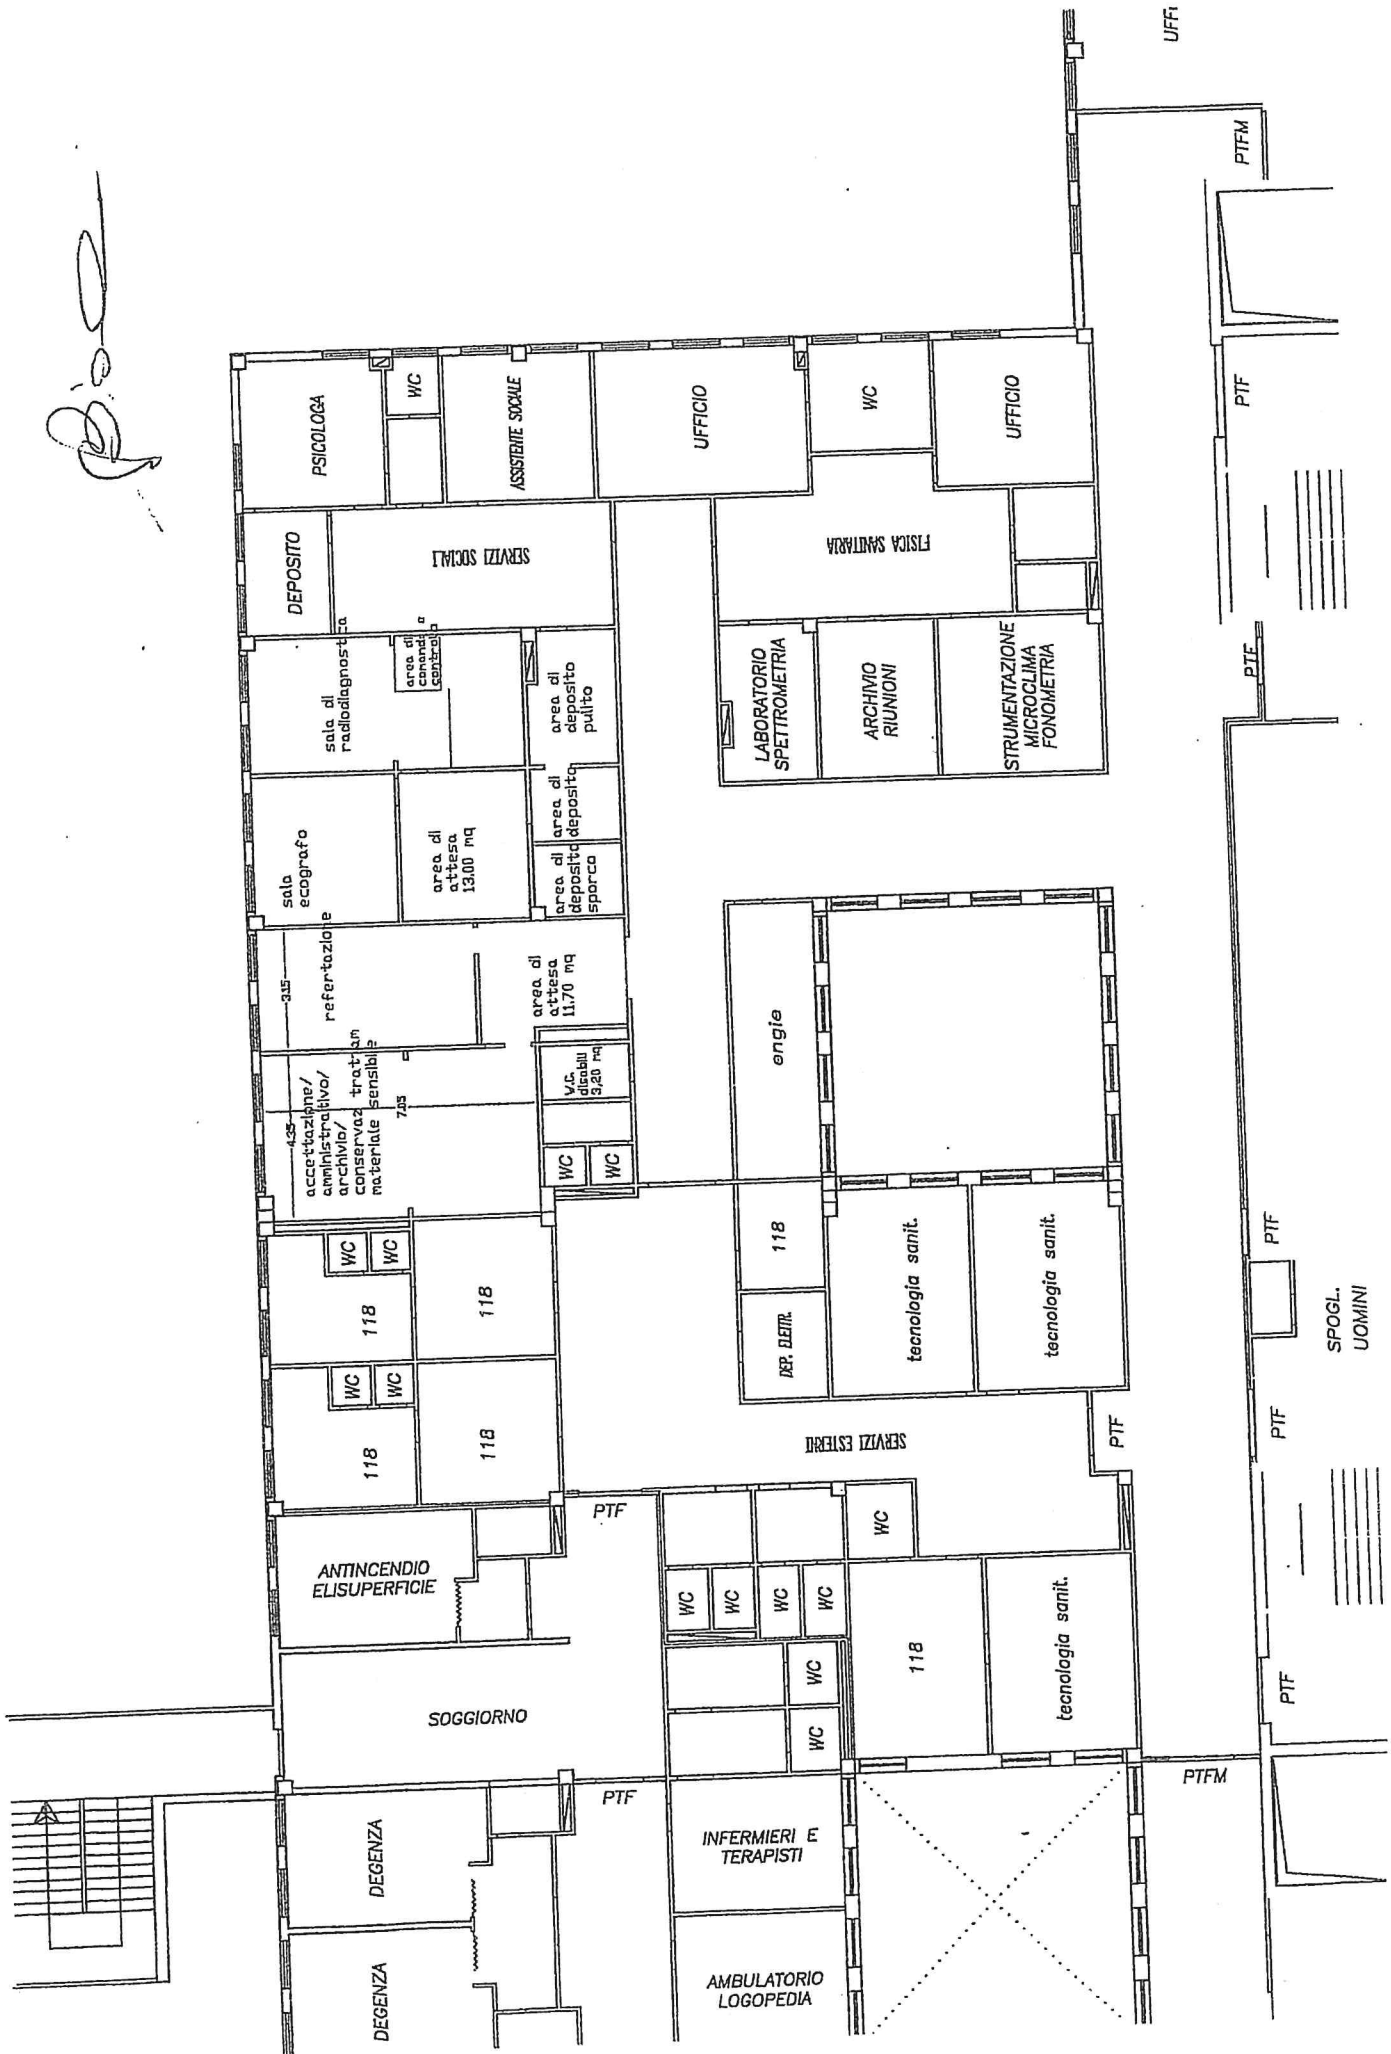 UFFI
PTFM
PTF
PTF
PSICOLOGA
WC
ASSISTENTE SOCIALE
UFFICIO
WC
UFFICIO
DEPOSITO
SERVIZI SOCIALI
FISICA SANITARIA
sala di
radiodiagnostica
area di
comando e
area di
deposito
pulito
LABORATORIO
SPETTROMETRIA
ARCHIVIO
RIUNIONI
STRUMENTAZIONE
MICROCLIMA
FONOMETRIA
sala
ecografo
area di
attesa
13.00 mq
area di
deposito
area di
deposito
sporco
3.15
refertazione
area di
attesa
11.70 mq
engie
4.35
accettazione/
amministrativo/
archivio/
conservaz trattam
materiale sensibile
7.05
W.C.
disabili
3,20 mq
WC
WC
118
WC
WC
118
118
DEP. ELETTR.
tecnologia sanit.
tecnologia sanit.
PTF
SPOGL.
UOMINI
WC
WC
118
118
SERVIZI ESTERNI
PTF
PTF
ANTINCENDIO
ELISUPERFICIE
PTF
WC
WC
WC
WC
WC
118
tecnologia sanit.
PTF
SOGGIORNO
WC
WC
PTFM
DEGENZA
PTF
INFERMIERI E
TERAPISTI
DEGENZA
AMBULATORIO
LOGOPEDIA